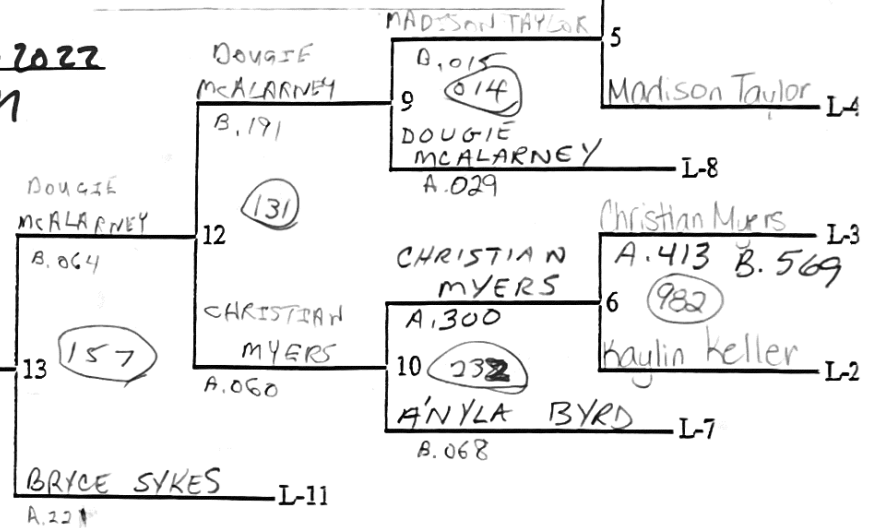 2022
MADISON TAYLOR
5
B.015
014
Madison Taylor
L-4
DOUGIE
McALARNEY
9
B.191
DOUGIE
MCALARNEY
L-8
A.029
131
12
DOUGIE
McALARNEY
B.064
Christian Myers
L-3
A.413 B.569
CHRISTIAN
MYERS
6
982
A.300
Kaylin Keller
L-2
CHRISTIAN
MYERS
10
232
A.060
A'NYLA BYRD
L-7
B.068
13
157
BRYCE SYKES
L-11
A.221